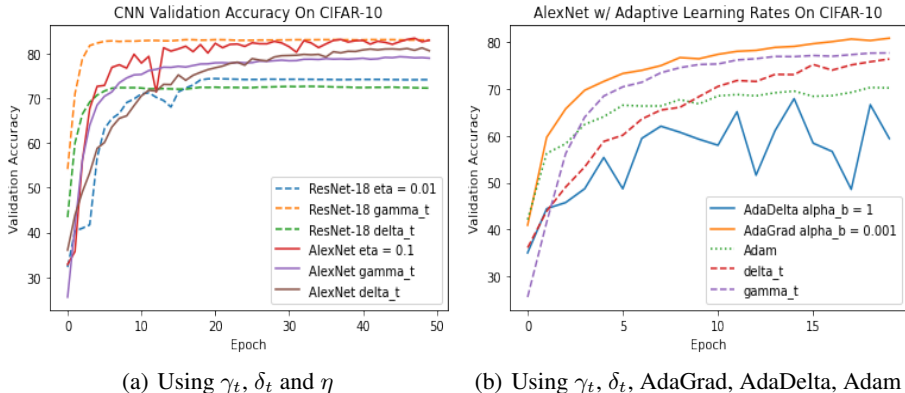 CNN Validation Accuracy On CIFAR-10
80
70
60
50
40
30
Validation Accuracy
0
10
20
30
40
50
Epoch
ResNet-18 eta = 0.01
ResNet-18 gamma_t
ResNet-18 delta_t
AlexNet eta = 0.1
AlexNet gamma_t
AlexNet delta_t
(a) Using γt, δt and η
AlexNet w/ Adaptive Learning Rates On CIFAR-10
80
70
60
50
40
30
Validation Accuracy
0
5
10
15
Epoch
AdaDelta alpha_b = 1
AdaGrad alpha_b = 0.001
Adam
delta_t
gamma_t
(b) Using γt, δt, AdaGrad, AdaDelta, Adam